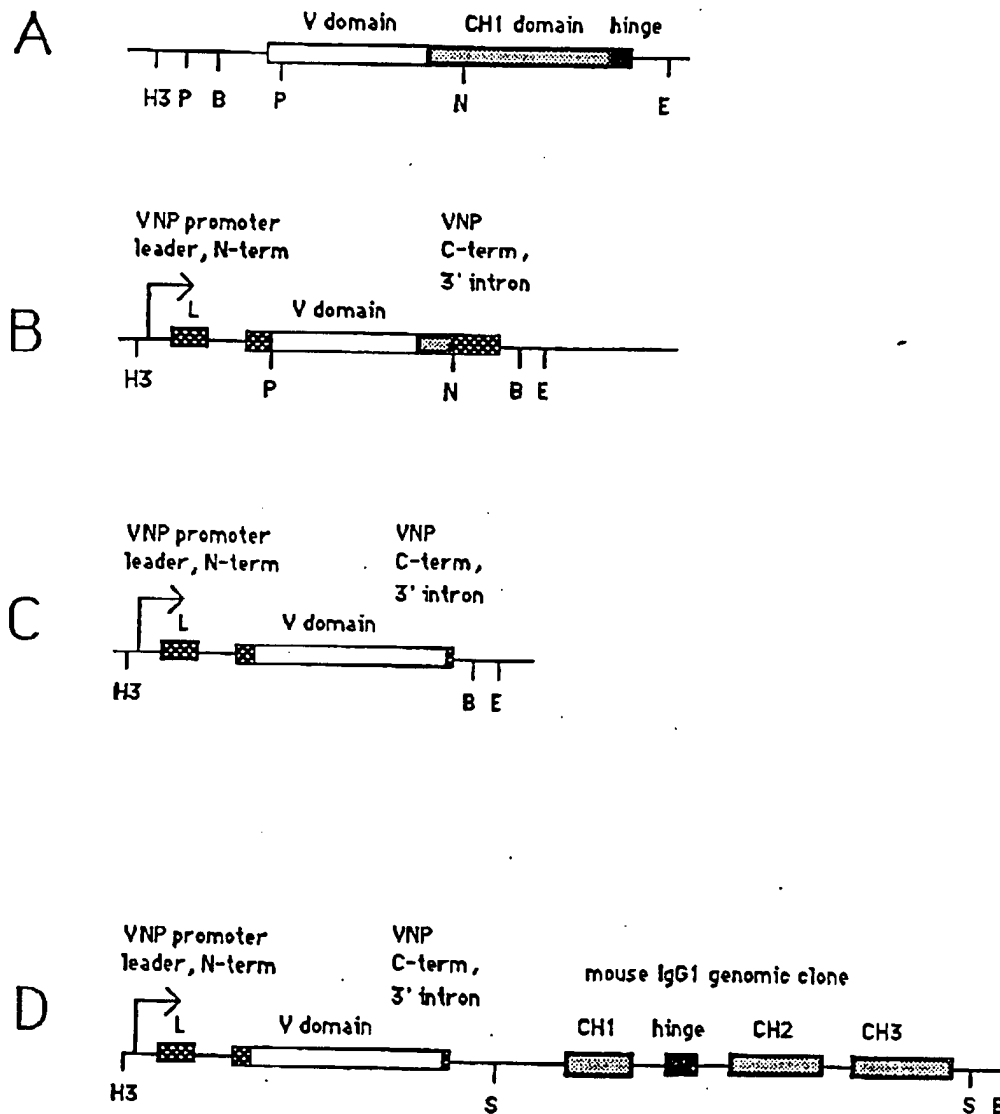 A
V domain CH1 domain hinge
H3 P B P N E
B
VNP promoter
leader, N-term
VNP
C-term,
3' intron
L
V domain
H3 P N B E
C
VNP promoter
leader, N-term
VNP
C-term,
3' intron
L
V domain
H3 B E
D
VNP promoter
leader, N-term
VNP
C-term,
3' intron
mouse IgG1 genomic clone
L
V domain
CH1 hinge CH2 CH3
H3 S S E